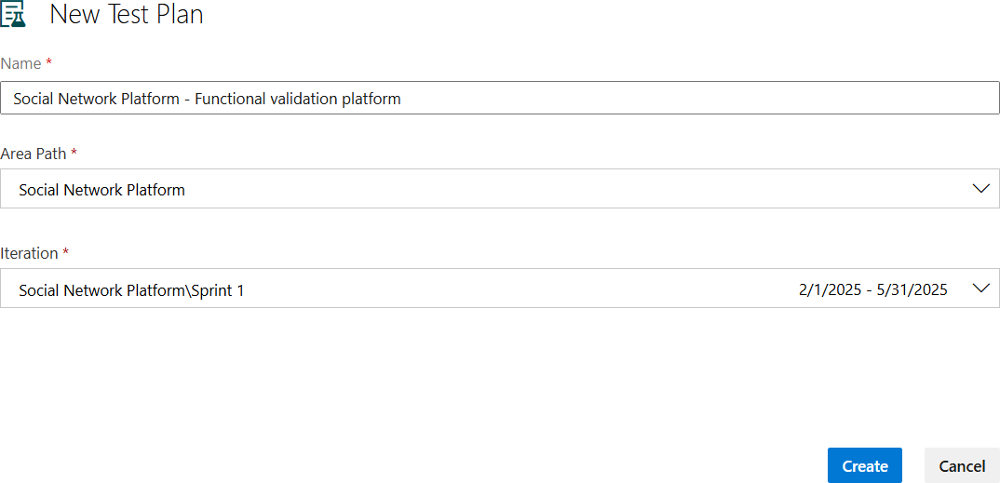 New Test Plan
Name *
Social Network Platform - Functional validation platform
Area Path *
Social Network Platform
Iteration *
Social Network Platform\Sprint 1 2/1/2025 - 5/31/2025
Create Cancel